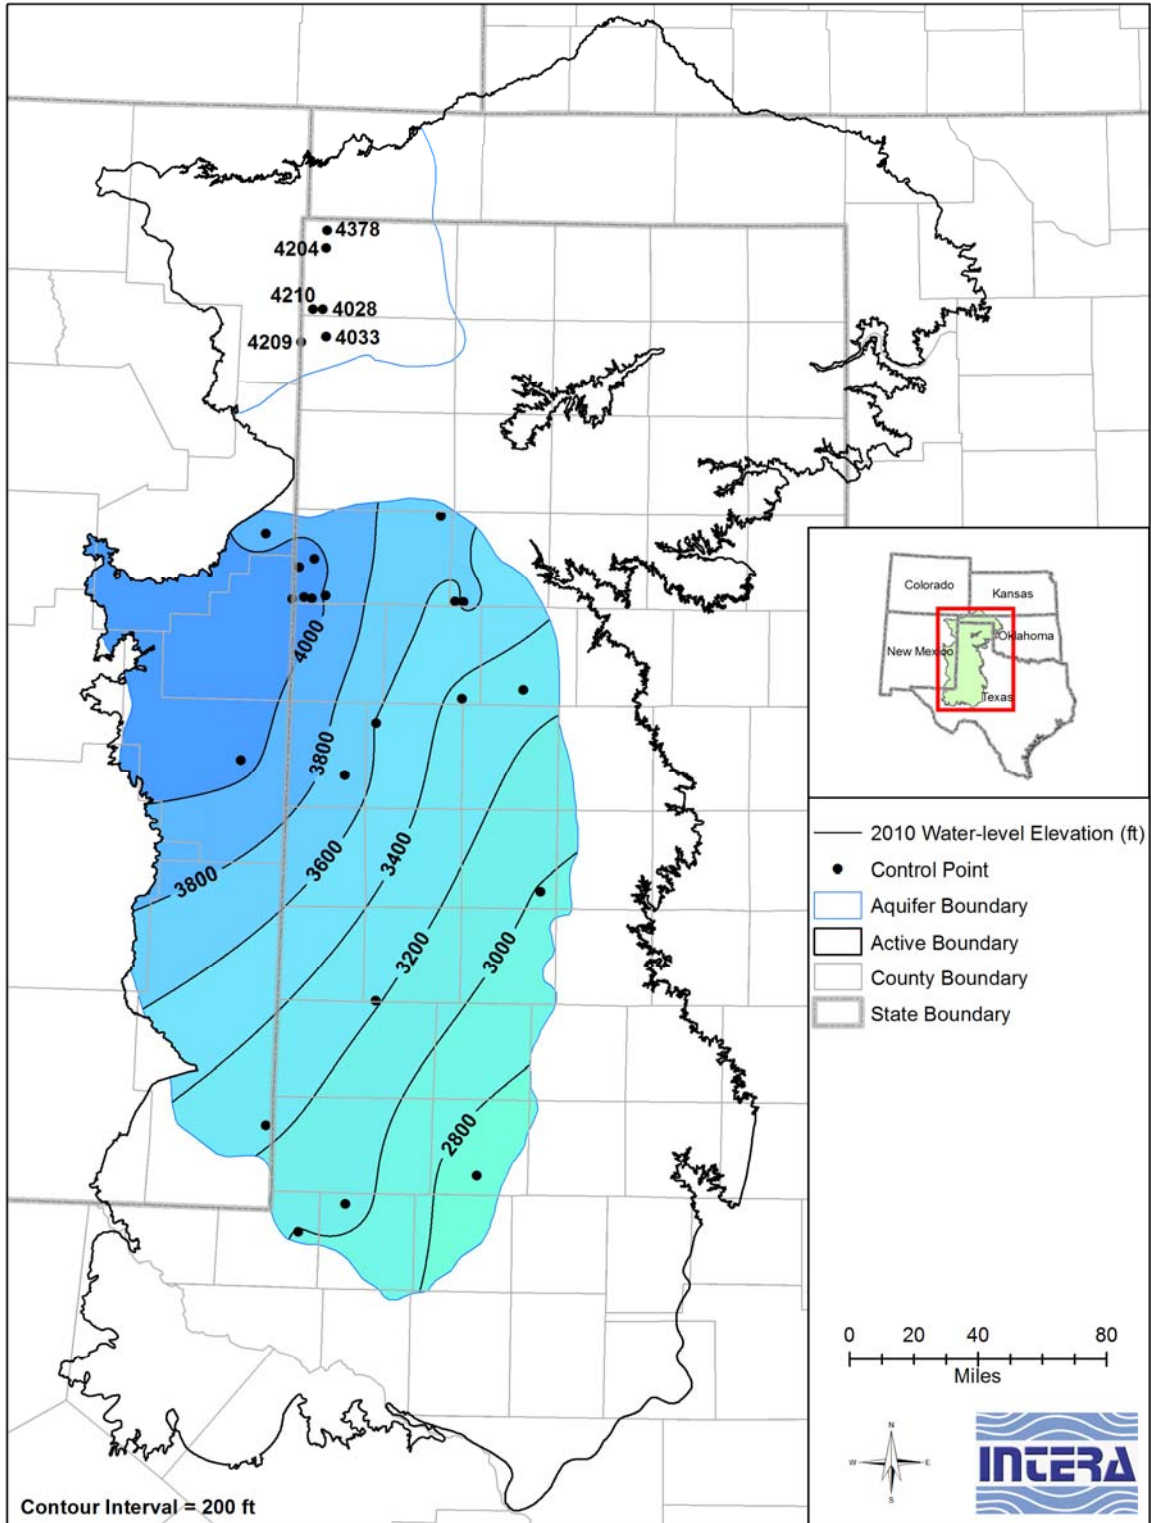 4378
4204
4210
4028
4209
4033
4000
3800
3800
3600
3400
3200
3000
2800
Colorado
Kansas
New Mexico
Oklahoma
Texas
2010 Water-level Elevation (ft)
Control Point
Aquifer Boundary
Active Boundary
County Boundary
State Boundary
0 20 40 80
Miles
N
W E
S
INTERA
Contour Interval = 200 ft